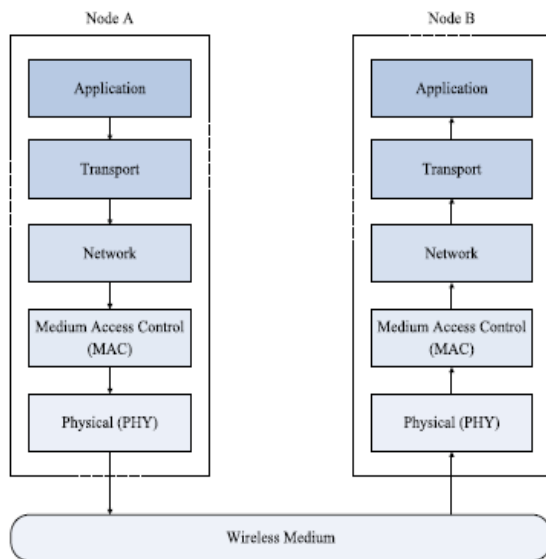 Node A
Node B
Application
Application
Transport
Transport
Network
Network
Medium Access Control
(MAC)
Medium Access Control
(MAC)
Physical (PHY)
Physical (PHY)
Wireless Medium